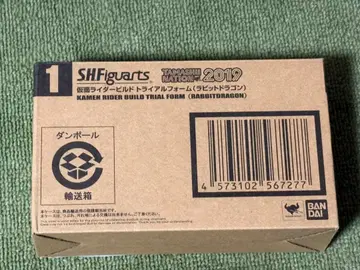 1
S.H.Figuarts
TAMASHII NATION 2019
仮面ライダービルド トライアルフォーム（ラビットドラゴン）
KAMEN RIDER BUILD TRIAL FORM (RABBITDRAGON)
ダンボール
輸送箱
4 573102 567277
BAN
DAI